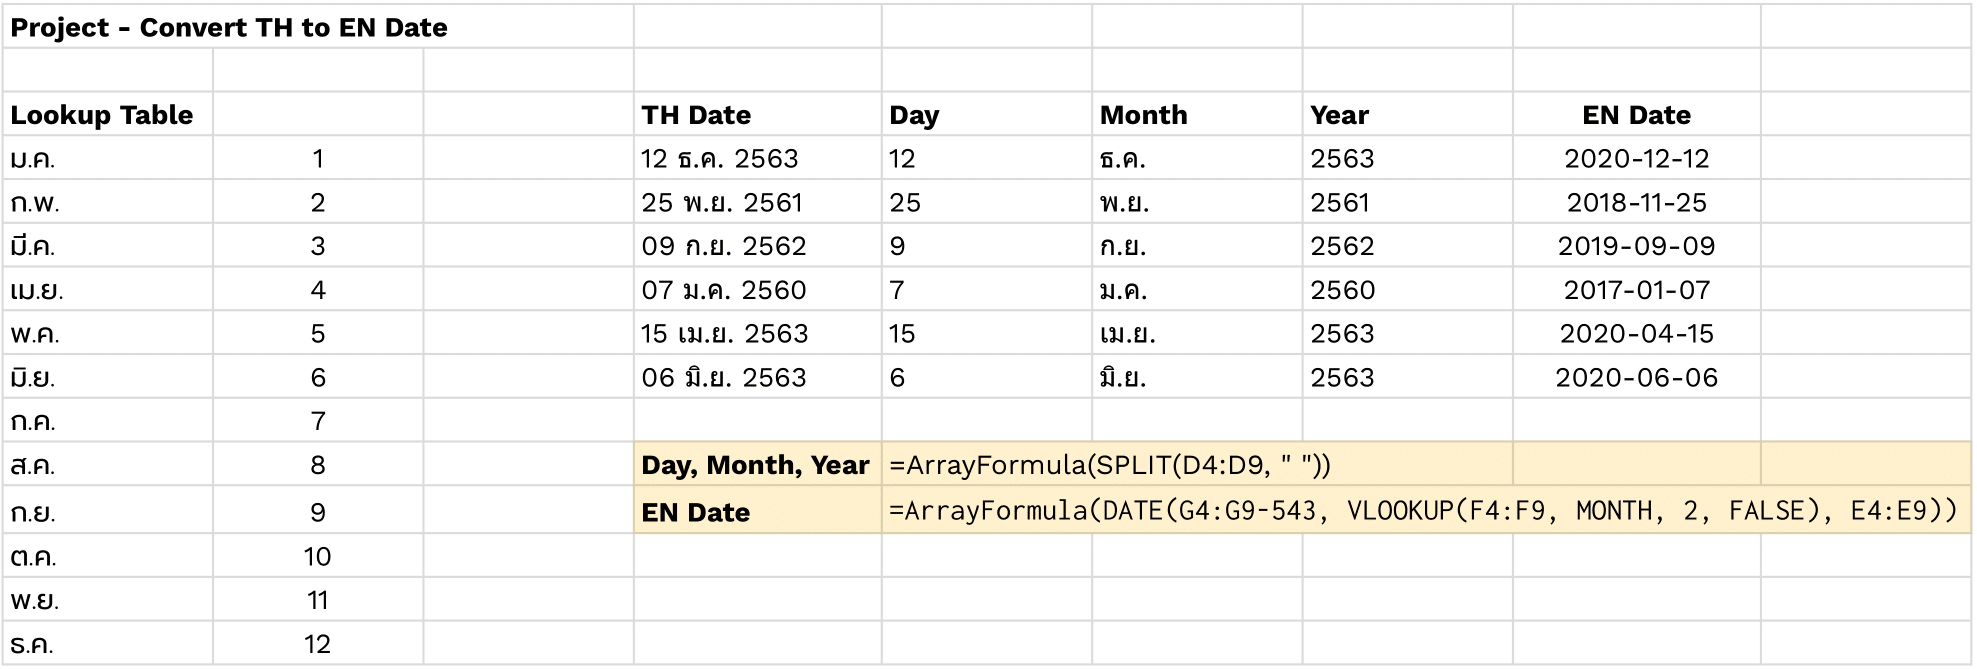 Project - Convert TH to EN Date
Lookup Table TH Date Day Month Year EN Date
ม.ค. 1 12 ธ.ค. 2563 12 ธ.ค. 2563 2020-12-12
ก.พ. 2 25 พ.ย. 2561 25 พ.ย. 2561 2018-11-25
มี.ค. 3 09 ก.ย. 2562 9 ก.ย. 2562 2019-09-09
เม.ย. 4 07 ม.ค. 2560 7 ม.ค. 2560 2017-01-07
พ.ค. 5 15 เม.ย. 2563 15 เม.ย. 2563 2020-04-15
มิ.ย. 6 06 มิ.ย. 2563 6 มิ.ย. 2563 2020-06-06
ก.ค. 7
ส.ค. 8 Day, Month, Year =ArrayFormula(SPLIT(D4:D9, " "))
ก.ย. 9 EN Date =ArrayFormula(DATE(G4:G9-543, VLOOKUP(F4:F9, MONTH, 2, FALSE), E4:E9))
ต.ค. 10
พ.ย. 11
ธ.ค. 12